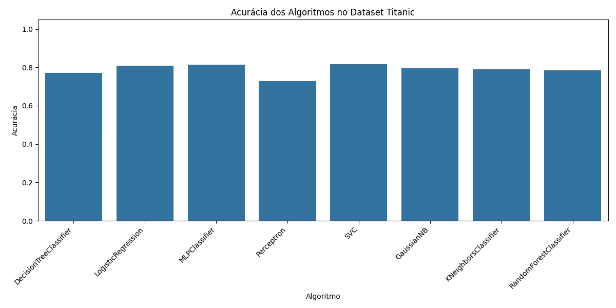 Acurácia dos Algoritmos no Dataset Titanic
1.0
0.8
0.6
0.4
0.2
0.0
Acurácia
DecisionTreeClassifier
LogisticRegression
MLPClassifier
Perceptron
SVC
GaussianNB
KNeighborsClassifier
RandomForestClassifier
Algoritmo